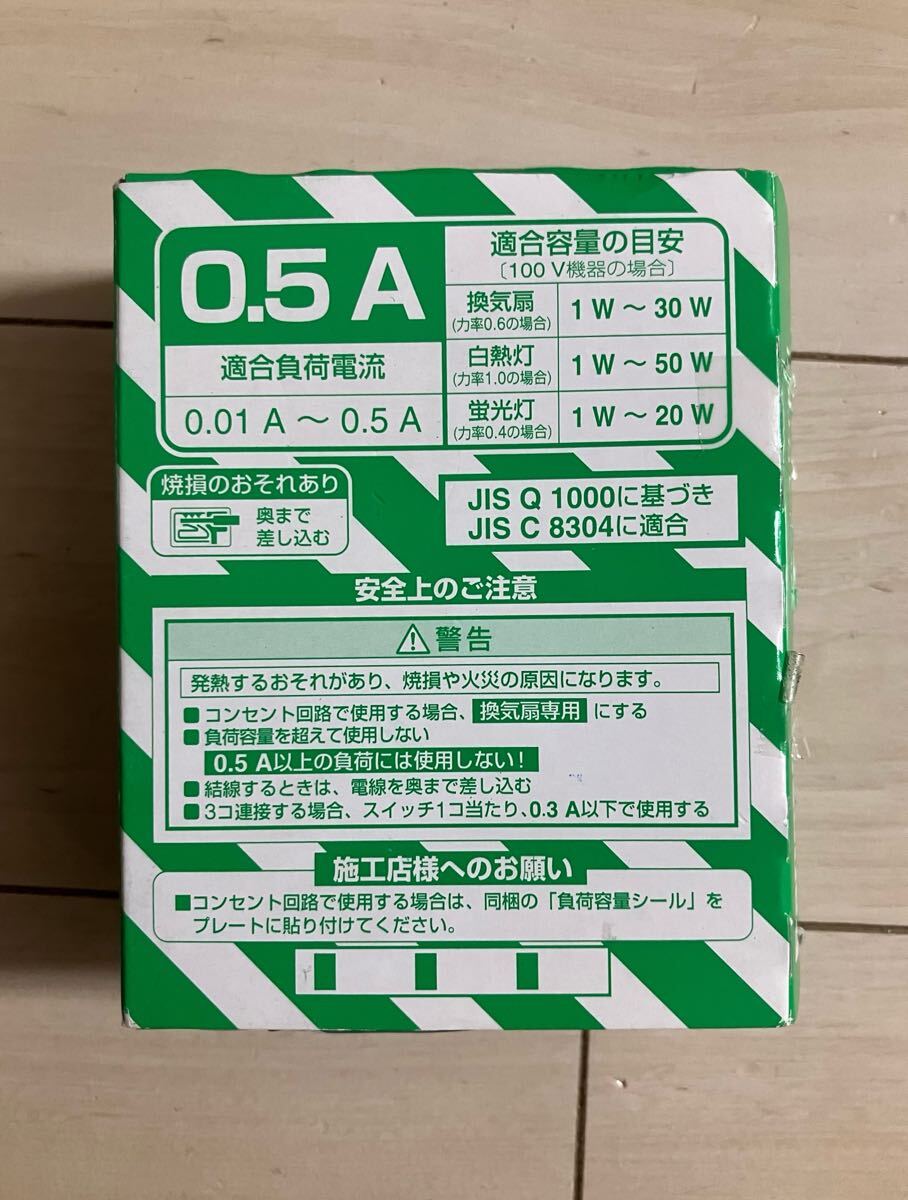 0.5 A
適合負荷電流
0.01 A ～ 0.5 A
適合容量の目安
〔100 V機器の場合〕
換気扇
(力率0.6の場合)
1 W ～ 30 W
白熱灯
(力率1.0の場合)
1 W ～ 50 W
蛍光灯
(力率0.4の場合)
1 W ～ 20 W
焼損のおそれあり
奥まで
差し込む
JIS Q 1000に基づき
JIS C 8304に適合
安全上のご注意
⚠警告
発熱するおそれがあり、焼損や火災の原因になります。
■コンセント回路で使用する場合、換気扇専用にする
■負荷容量を超えて使用しない
0.5 A以上の負荷には使用しない！
■結線するときは、電線を奥まで差し込む
■3コ連接する場合、スイッチ1コ当たり、0.3 A以下で使用する
施工店様へのお願い
■コンセント回路で使用する場合は、同梱の「負荷容量シール」を
プレートに貼り付けてください。